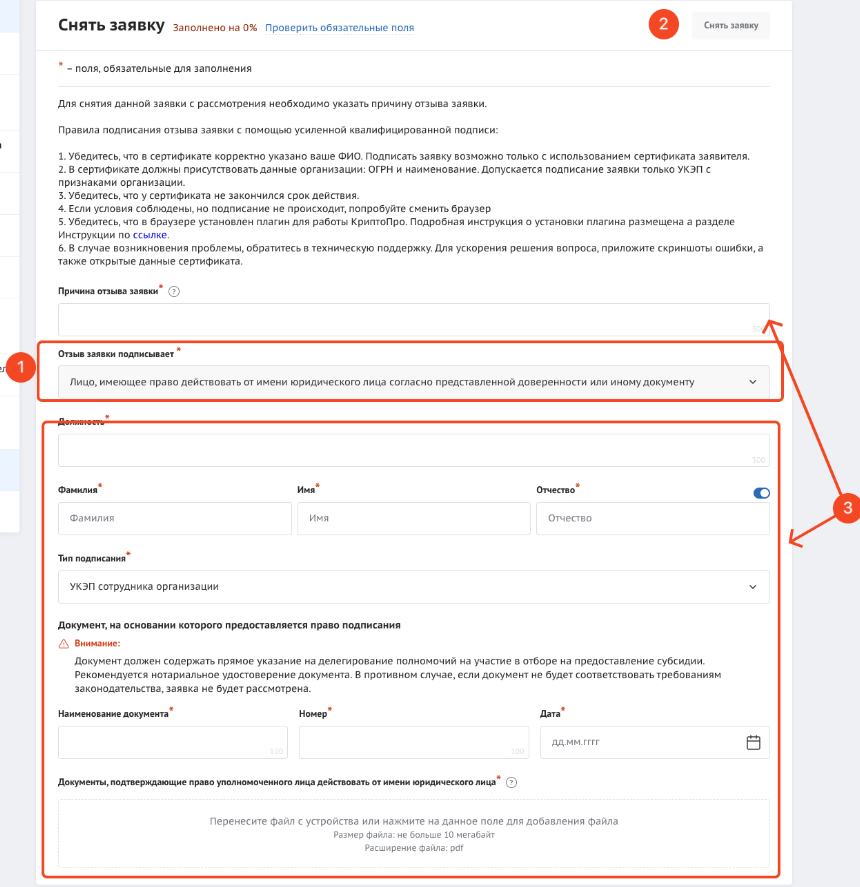 Снять заявку Заполнено на 0% Проверить обязательные поля 2 Снять заявку
* – поля, обязательные для заполнения
Для снятия данной заявки с рассмотрения необходимо указать причину отзыва заявки.
Правила подписания отзыва заявки с помощью усиленной квалифицированной подписи:
1. Убедитесь, что в сертификате корректно указано ваше ФИО. Подписать заявку возможно только с использованием сертификата заявителя.
2. В сертификате должны присутствовать данные организации: ОГРН и наименование. Допускается подписание заявки только УКЭП с
признаками организации.
3. Убедитесь, что у сертификата не закончился срок действия.
4. Если условия соблюдены, но подписание не происходит, попробуйте сменить браузер
5. Убедитесь, что в браузере установлен плагин для работы КриптоПро. Подробная инструкция о установки плагина размещена а разделе
Инструкции по ссылке.
6. В случае возникновения проблемы, обратитесь в техническую поддержку. Для ускорения решения вопроса, приложите скриншоты ошибки, а
также открытые данные сертификата.
Причина отзыва заявки* ?
Отзыв заявки подписывает *
1
Лицо, имеющее право действовать от имени юридического лица согласно представленной доверенности или иному документу
Должность*
300
Фамилия* Имя* Отчество*
Фамилия Имя Отчество
3
Тип подписания*
УКЭП сотрудника организации
Документ, на основании которого предоставляется право подписания
Внимание:
Документ должен содержать прямое указание на делегирование полномочий на участие в отборе на предоставление субсидии.
Рекомендуется нотариальное удостоверение документа. В противном случае, если документ не будет соответствовать требованиям
законодательства, заявка не будет рассмотрена.
Наименование документа* Номер* Дата*
дд.мм.гггг
100
Документы, подтверждающие право уполномоченного лица действовать от имени юридического лица* ?
Перенесите файл с устройства или нажмите на данное поле для добавления файла
Размер файла: не больше 10 мегабайт
Расширение файла: pdf